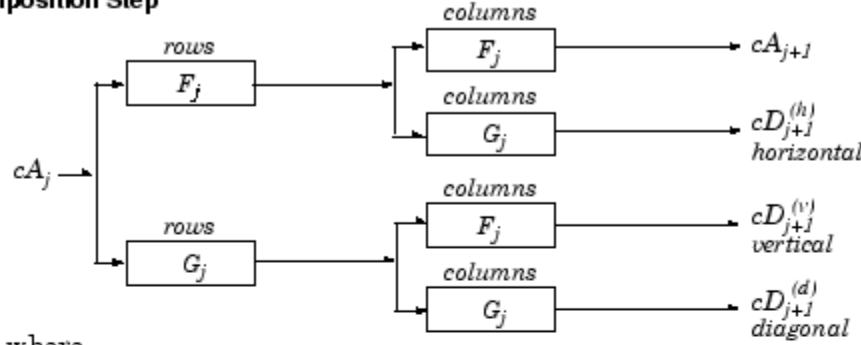 position Step
columns
rows
F_j
F_j
cA_{j+1}
columns
G_j
cD_{j+1}^{(h)}
horizontal
cA_j
columns
rows
F_j
cD_{j+1}^{(v)}
vertical
G_j
columns
G_j
cD_{j+1}^{(d)}
diagonal
where